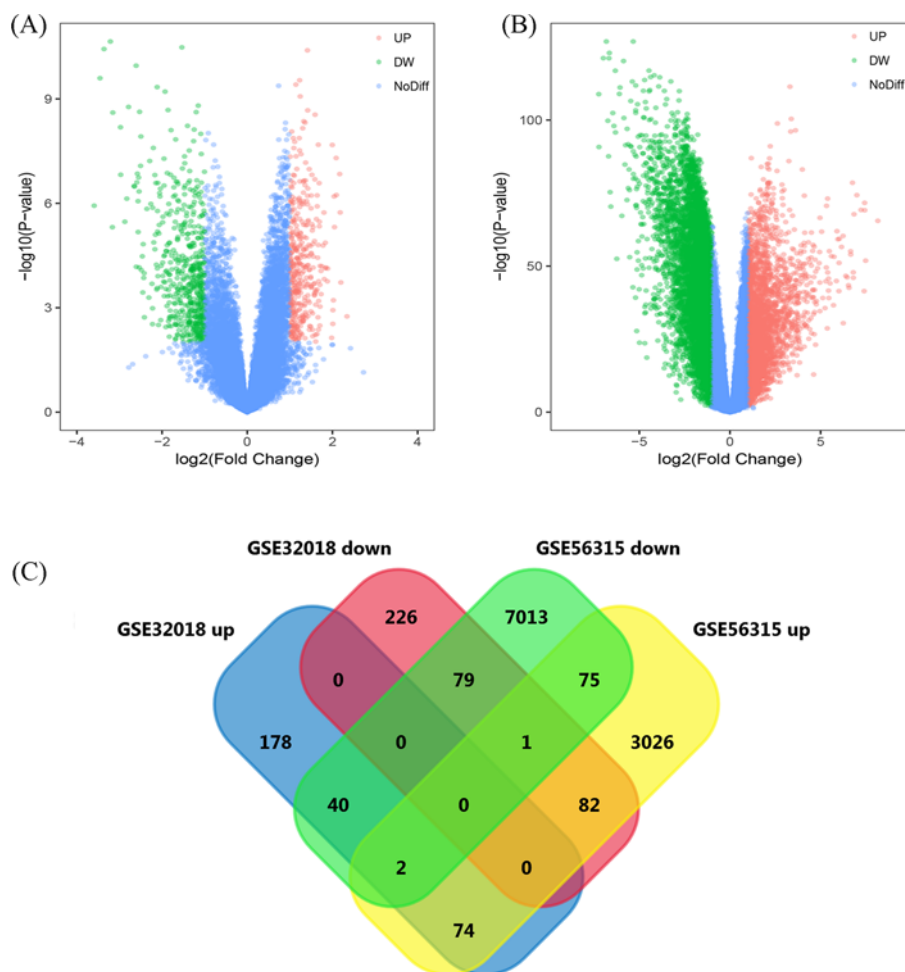 (A)
UP
DW
NoDiff
9
6
3
0
−4
−2
0
2
4
−log10(P-value)
log2(Fold Change)
(B)
UP
DW
NoDiff
100
50
0
−5
0
5
−log10(P-value)
log2(Fold Change)
(C)
GSE32018 down
GSE56315 down
GSE32018 up
GSE56315 up
226
7013
0
79
75
178
0
1
3026
40
0
82
2
0
74